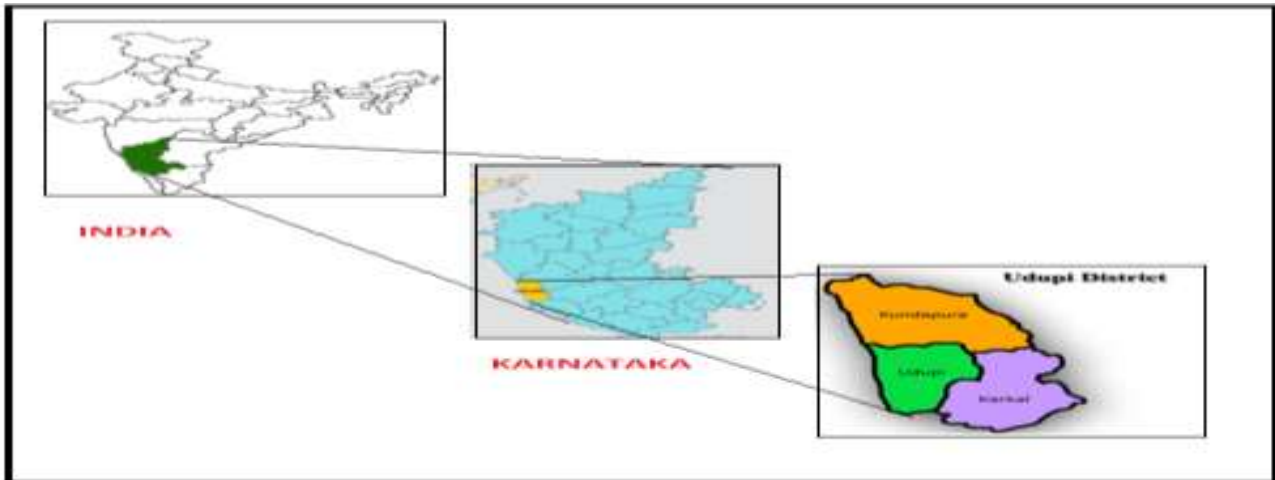 INDIA
KARNATAKA
Udupi District
Kundapura
Udupi
Karkal